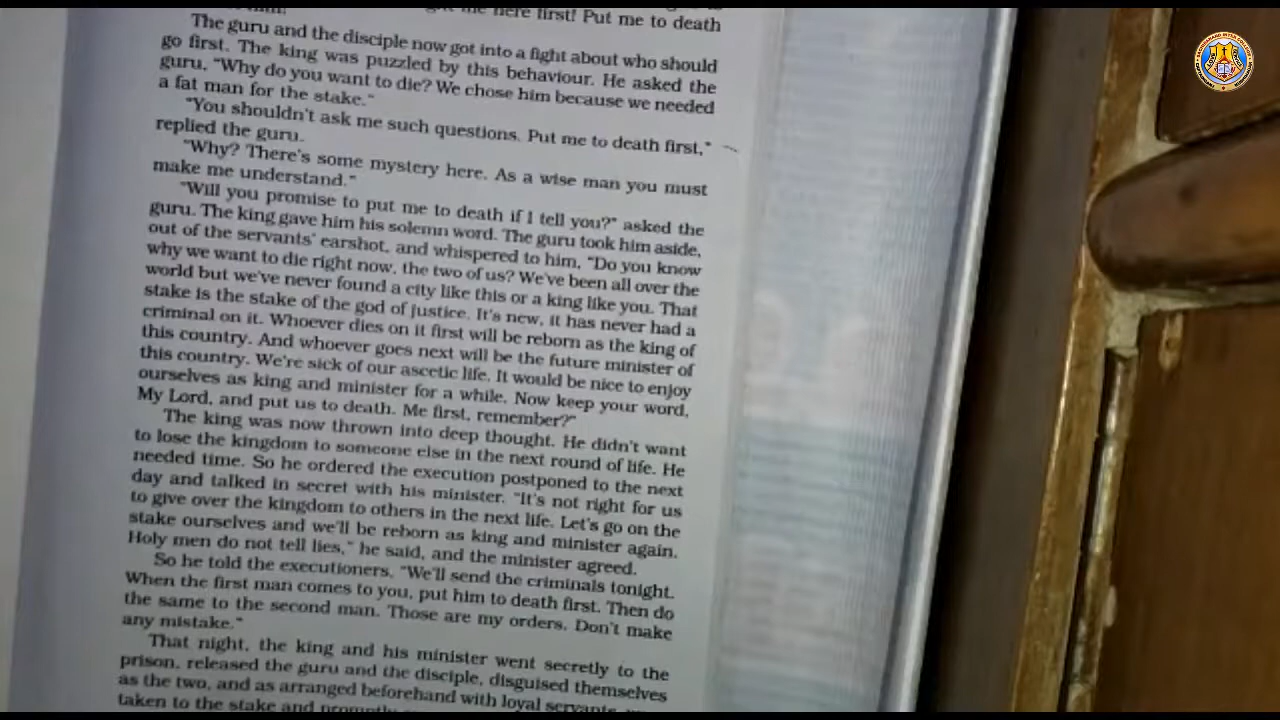 me here first! Put me to death
The guru and the disciple now got into a fight about who should
go first. The king was puzzled by this behaviour. He asked the
guru, "Why do you want to die? We chose him because we needed
a fat man for the stake."
"You shouldn't ask me such questions. Put me to death first,"
replied the guru.
"Why? There's some mystery here. As a wise man you must
make me understand."
"Will you promise to put me to death if I tell you?" asked the
guru. The king gave him his solemn word. The guru took him aside,
out of the servants' earshot, and whispered to him, "Do you know
why we want to die right now, the two of us? We've been all over the
world but we've never found a city like this or a king like you. That
stake is the stake of the god of justice. It's new, it has never had a
criminal on it. Whoever dies on it first will be reborn as the king of
this country. And whoever goes next will be the future minister of
this country. We're sick of our ascetic life. It would be nice to enjoy
ourselves as king and minister for a while. Now keep your word,
My Lord, and put us to death. Me first, remember?"
The king was now thrown into deep thought. He didn't want
to lose the kingdom to someone else in the next round of life. He
needed time. So he ordered the execution postponed to the next
day and talked in secret with his minister. "It's not right for us
to give over the kingdom to others in the next life. Let's go on the
stake ourselves and we'll be reborn as king and minister again.
Holy men do not tell lies," he said, and the minister agreed.
So he told the executioners, "We'll send the criminals tonight.
When the first man comes to you, put him to death first. Then do
the same to the second man. Those are my orders. Don't make
any mistake."
That night, the king and his minister went secretly to the
prison, released the guru and the disciple, disguised themselves
as the two, and as arranged beforehand with loyal servants,
taken to the stake and promptly